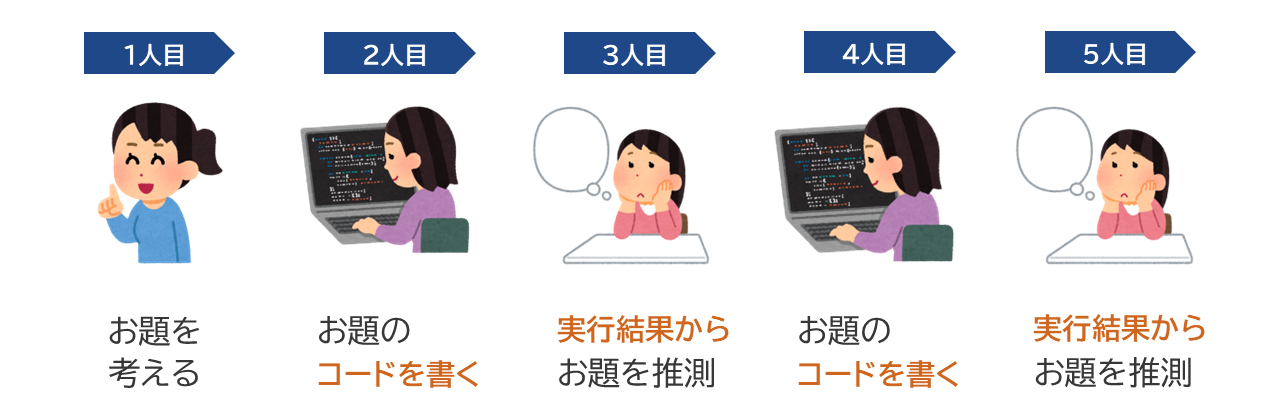 1人目
2人目
3人目
4人目
5人目
お題を
考える
お題の
コードを書く
実行結果から
お題を推測
お題の
コードを書く
実行結果から
お題を推測